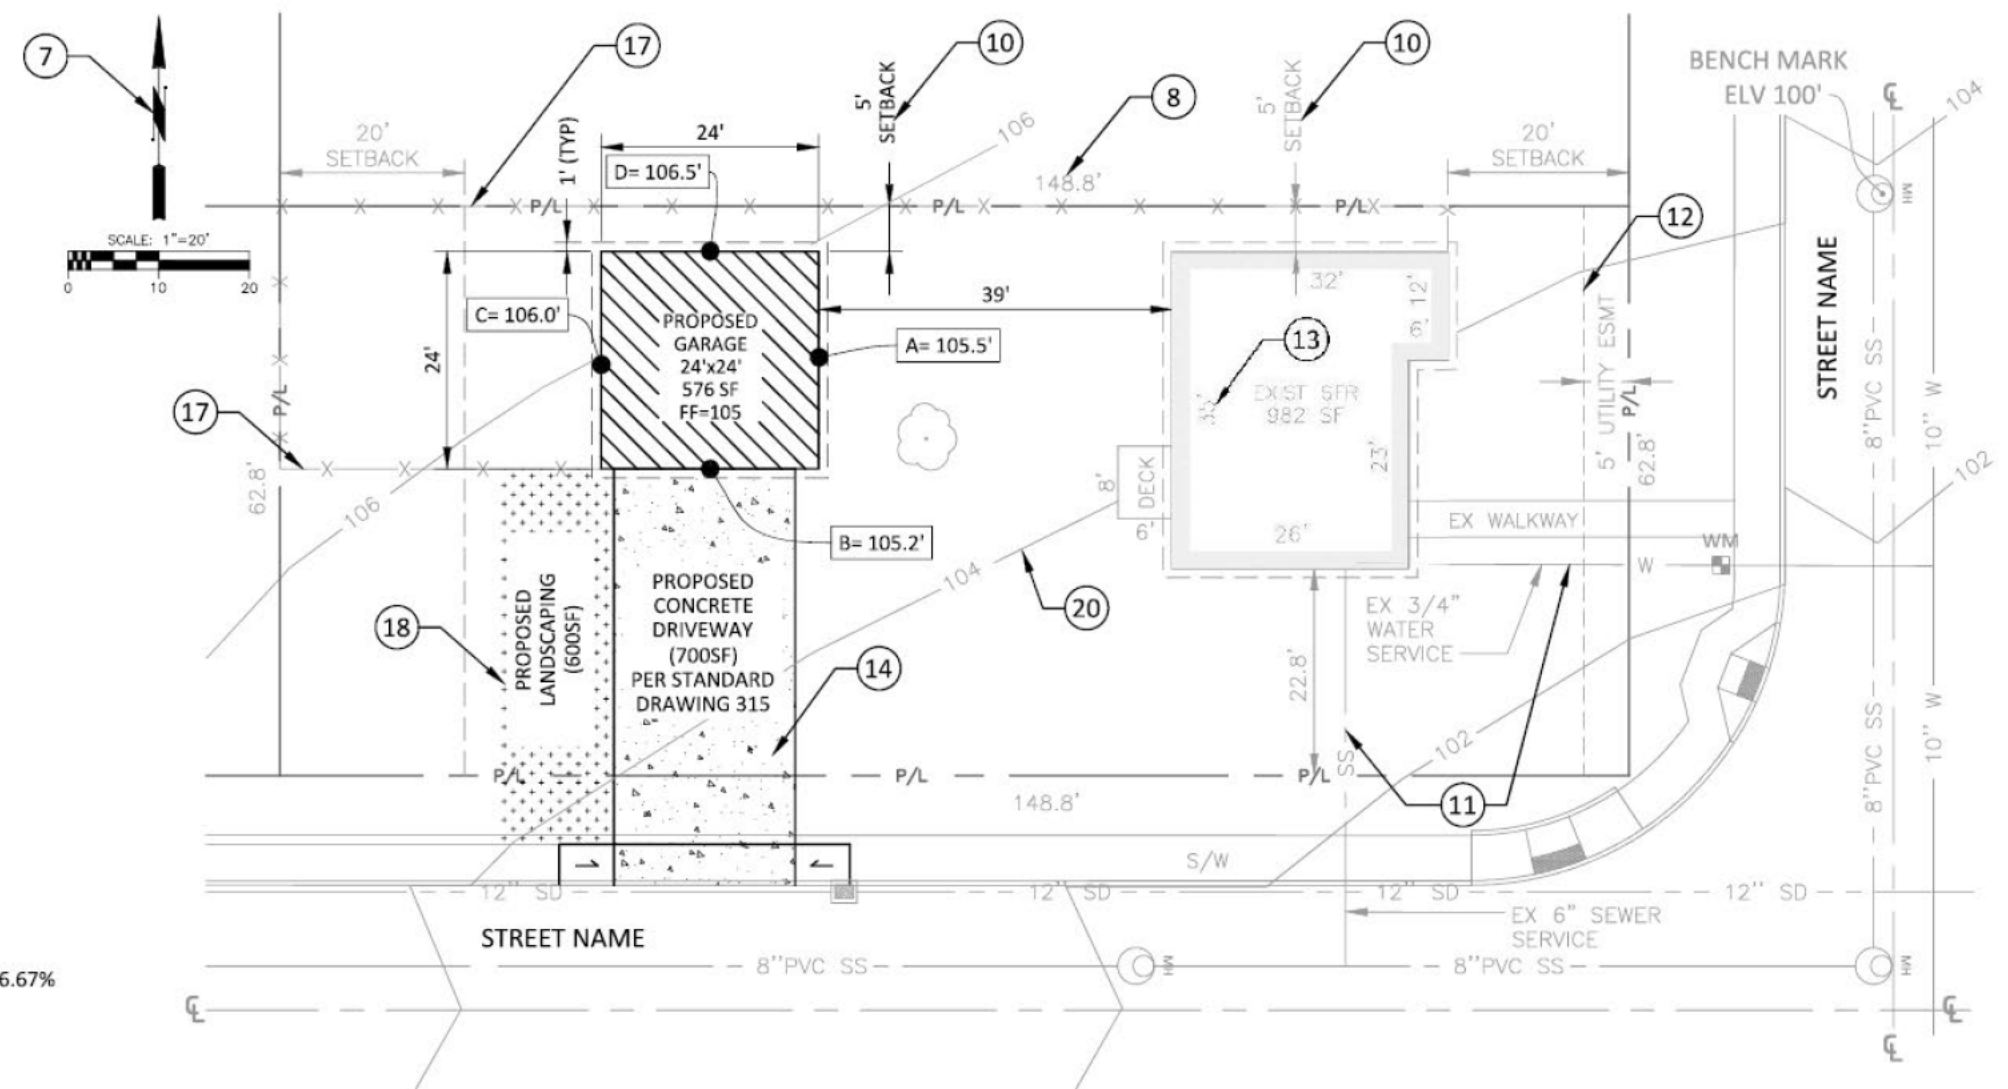 7
17
10
10
8
12
13
17
18
14
20
11
SCALE: 1"=20'
0 10 20
20'
SETBACK
1' (TYP)
24'
5'
SETBACK
106
148.8'
5'
SETBACK
20'
SETBACK
BENCH MARK
ELV 100'
℄
104
MH
D= 106.5'
P/L
P/L
P/L
C= 106.0'
24'
PROPOSED
GARAGE
24'x24'
576 SF
FF=105
A= 105.5'
39'
32'
12'
35'
EXIST SFR
982 SF
23'
26'
5' UTILITY ESMT
P/L
62.8'
STREET NAME
8"PVC SS
10" W
102
P/L
62.8'
106
B= 105.2'
8'
DECK
6'
104
EX WALKWAY
WM
W
EX 3/4"
WATER
SERVICE
22.8'
PROPOSED
LANDSCAPING
(600SF)
PROPOSED
CONCRETE
DRIVEWAY
(700SF)
PER STANDARD
DRAWING 315
102
SS
8"PVC SS
10" W
P/L
P/L
P/L
148.8'
S/W
12" SD
12" SD
12" SD
12" SD
STREET NAME
EX 6" SEWER
SERVICE
8"PVC SS
MH
8"PVC SS
MH
6.67%
℄
℄
℄